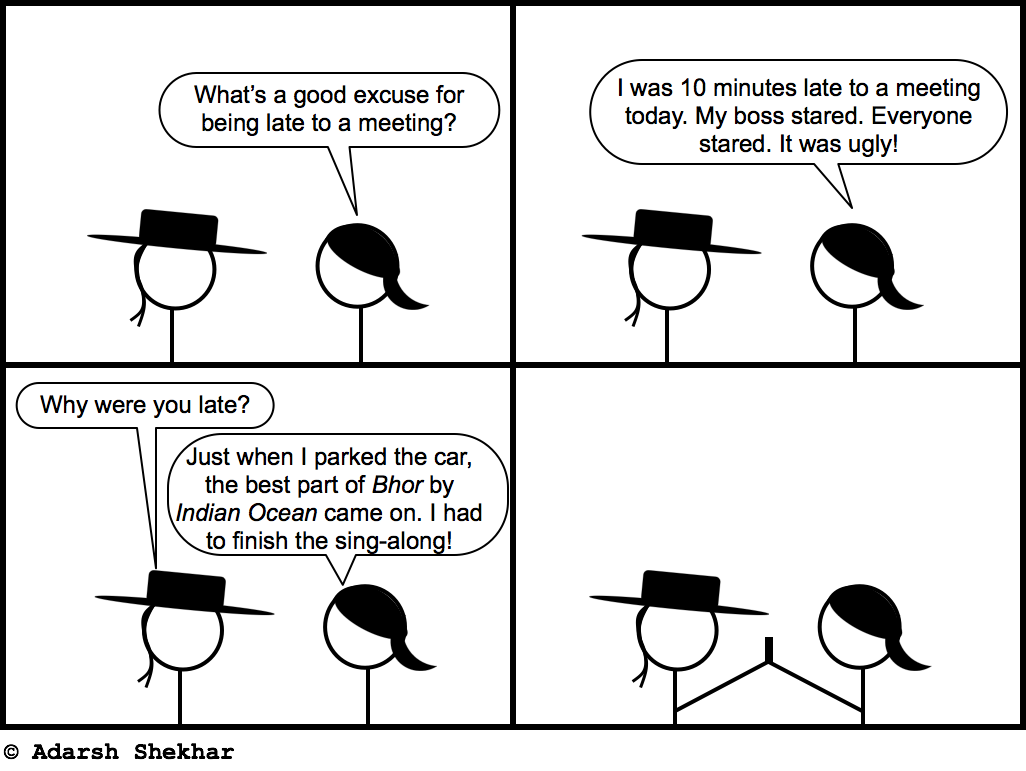 What’s a good excuse for
being late to a meeting?
I was 10 minutes late to a meeting
today. My boss stared. Everyone
stared. It was ugly!
Why were you late?
Just when I parked the car,
the best part of Bhor by
Indian Ocean came on. I had
to finish the sing-along!
© Adarsh Shekhar